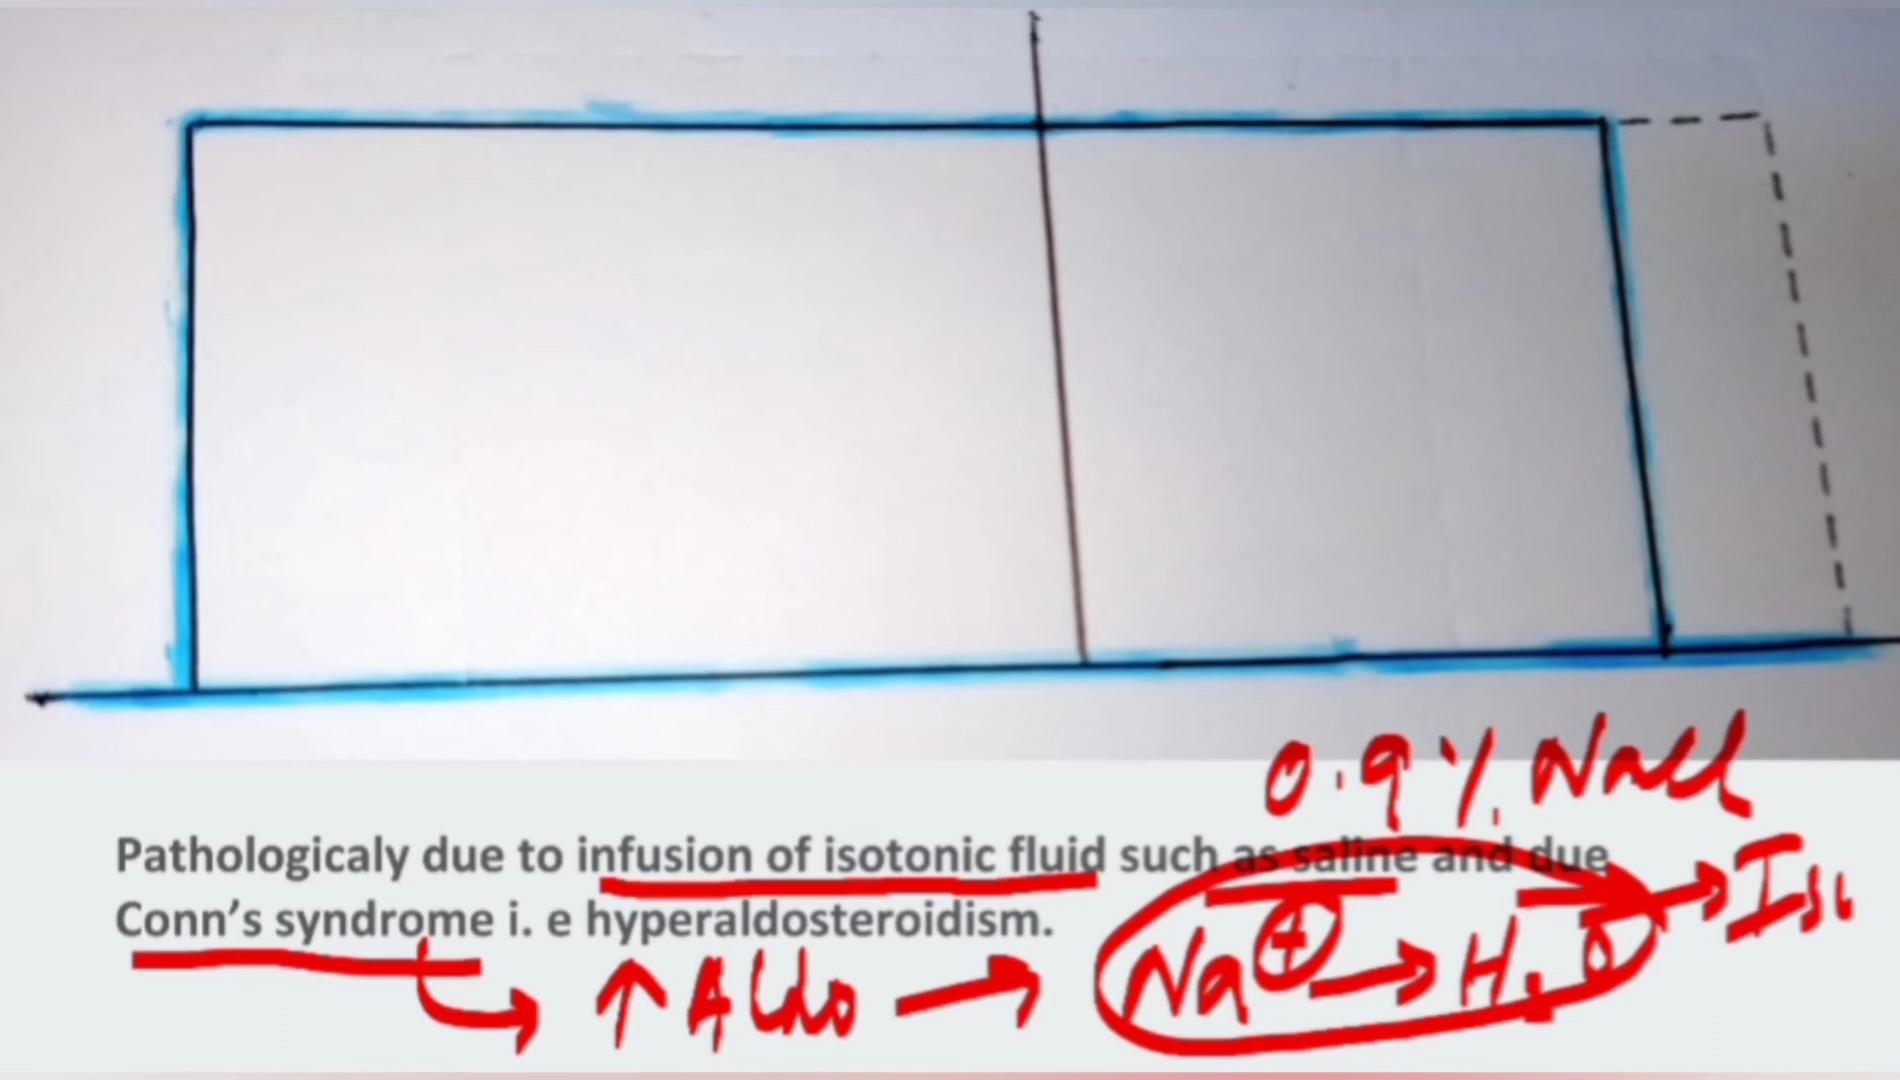 0.9% Nacl
Pathologicaly due to infusion of isotonic fluid such as saline and due
Conn's syndrome i. e hyperaldosteroidism.
↑ Aldo → Na⊕ → H₂O → Iso